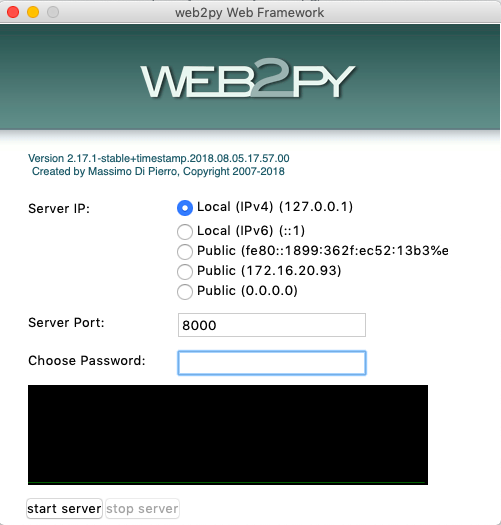 web2py Web Framework
WEB2PY
Version 2.17.1-stable+timestamp.2018.08.05.17.57.00
Created by Massimo Di Pierro, Copyright 2007-2018
Server IP:
Local (IPv4) (127.0.0.1)
Local (IPv6) (::1)
Public (fe80::1899:362f:ec52:13b3%e
Public (172.16.20.93)
Public (0.0.0.0)
Server Port:
8000
Choose Password:
start server stop server